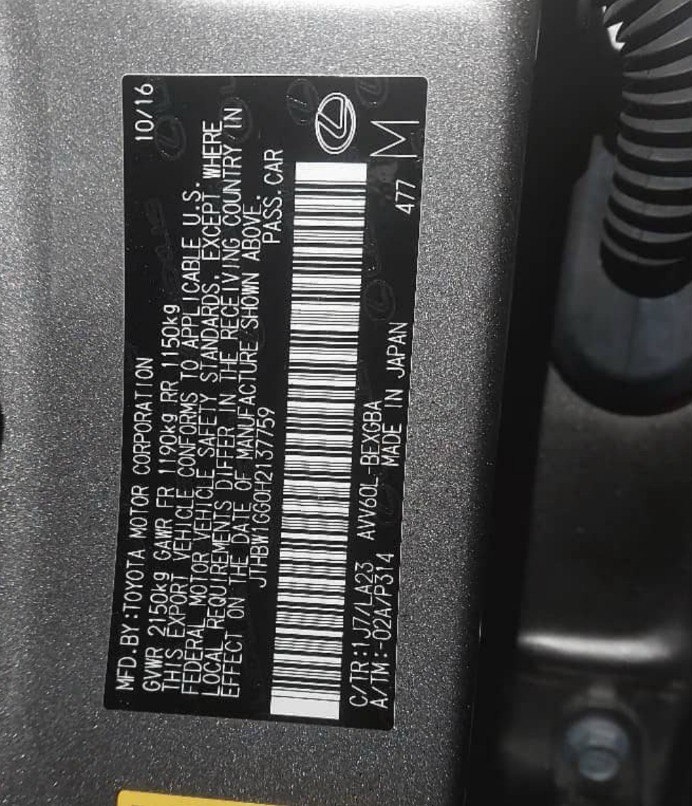 MFD.BY:TOYOTA MOTOR CORPORATION 10/16
GVWR 2150kg GAWR FR 1190kg RR 1150kg
THIS EXPORT VEHICLE CONFORMS TO APPLICABLE U.S.
FEDERAL MOTOR VEHICLE SAFETY STANDARDS, EXCEPT WHERE
LOCAL REQUIREMENTS DIFFER IN THE RECEIVING COUNTRY IN
EFFECT ON THE DATE OF MANUFACTURE SHOWN ABOVE.
JTHBW1GG0H2137759 PASS.CAR
C/TR:1J7/LA23 AVV60L-BEXGBA 477
A/TM:-02A/P314 MADE IN JAPAN M